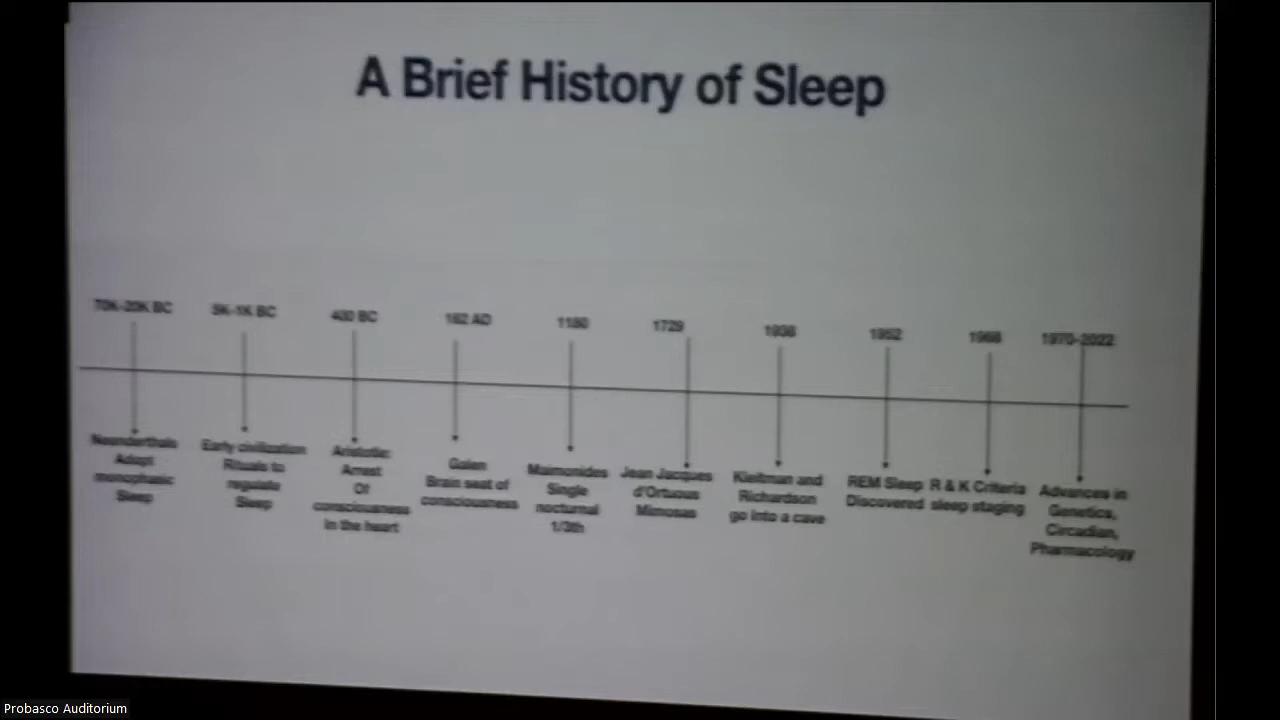 A Brief History of Sleep
70K-20K BC
5K-1K BC
400 BC
162 AD
1180
1729
1938
1952
1968
1970-2022
Neanderthals
Adopt
monophasic
Sleep
Early civilization
Rituals to
regulate
Sleep
Aristotle:
Arrest
Of
consciousness
in the heart
Galen
Brain seat of
consciousness
Maimonides
Single
nocturnal
1/3th
Jean Jacques
d'Ortuous
Mimosas
Kleitman and
Richardson
go into a cave
REM Sleep
Discovered
R & K Criteria
sleep staging
Advances in
Genetics,
Circadian,
Pharmacology
Probasco Auditorium